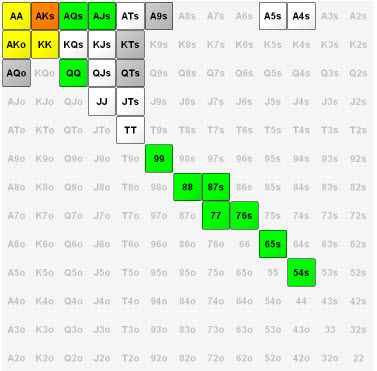 AA AKs AQs AJs ATs A9s A8s A7s A6s A5s A4s A3s A2s
AKo KK KQs KJs KTs K9s K8s K7s K6s K5s K4s K3s K2s
AQo KQo QQ QJs QTs Q9s Q8s Q7s Q6s Q5s Q4s Q3s Q2s
AJo KJo QJo JJ JTs J9s J8s J7s J6s J5s J4s J3s J2s
ATo KTo QTo JTo TT T9s T8s T7s T6s T5s T4s T3s T2s
A9o K9o Q9o J9o T9o 99 98s 97s 96s 95s 94s 93s 92s
A8o K8o Q8o J8o T8o 98o 88 87s 86s 85s 84s 83s 82s
A7o K7o Q7o J7o T7o 97o 87o 77 76s 75s 74s 73s 72s
A6o K6o Q6o J6o T6o 96o 86o 76o 66 65s 64s 63s 62s
A5o K5o Q5o J5o T5o 95o 85o 75o 65o 55 54s 53s 52s
A4o K4o Q4o J4o T4o 94o 84o 74o 64o 54o 44 43s 42s
A3o K3o Q3o J3o T3o 93o 83o 73o 63o 53o 43o 33 32s
A2o K2o Q2o J2o T2o 92o 82o 72o 62o 52o 42o 32o 22